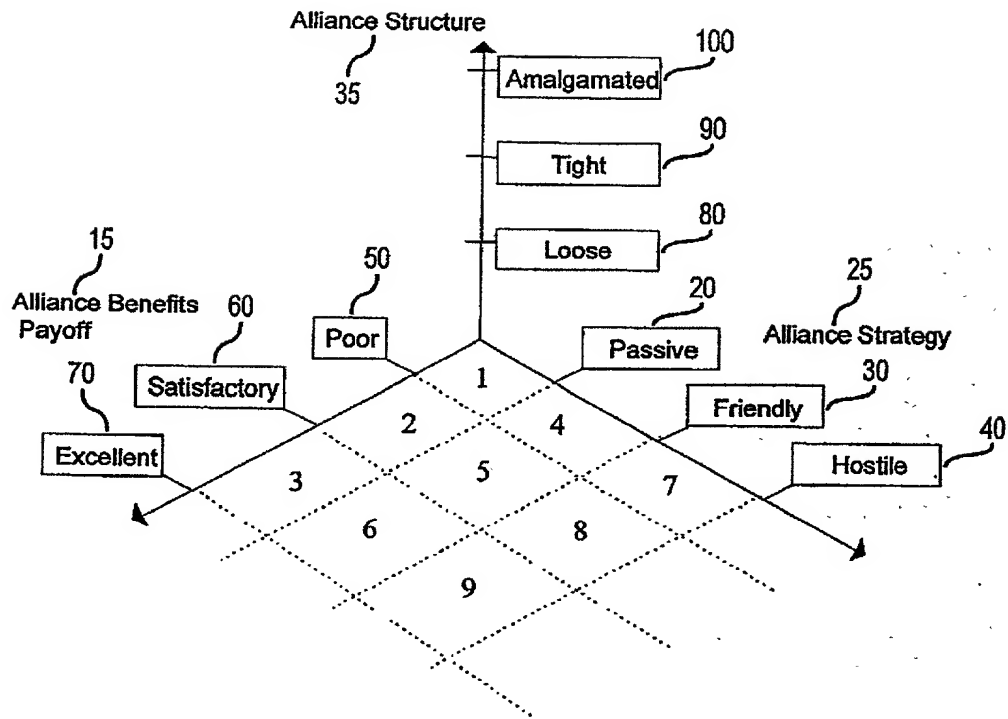 Alliance Structure
35
100
Amalgamated
90
Tight
80
Loose
15
Alliance Benefits
Payoff
50
Poor
60
Satisfactory
70
Excellent
20
Passive
25
Alliance Strategy
30
Friendly
40
Hostile
1
2
4
3
5
7
6
8
9